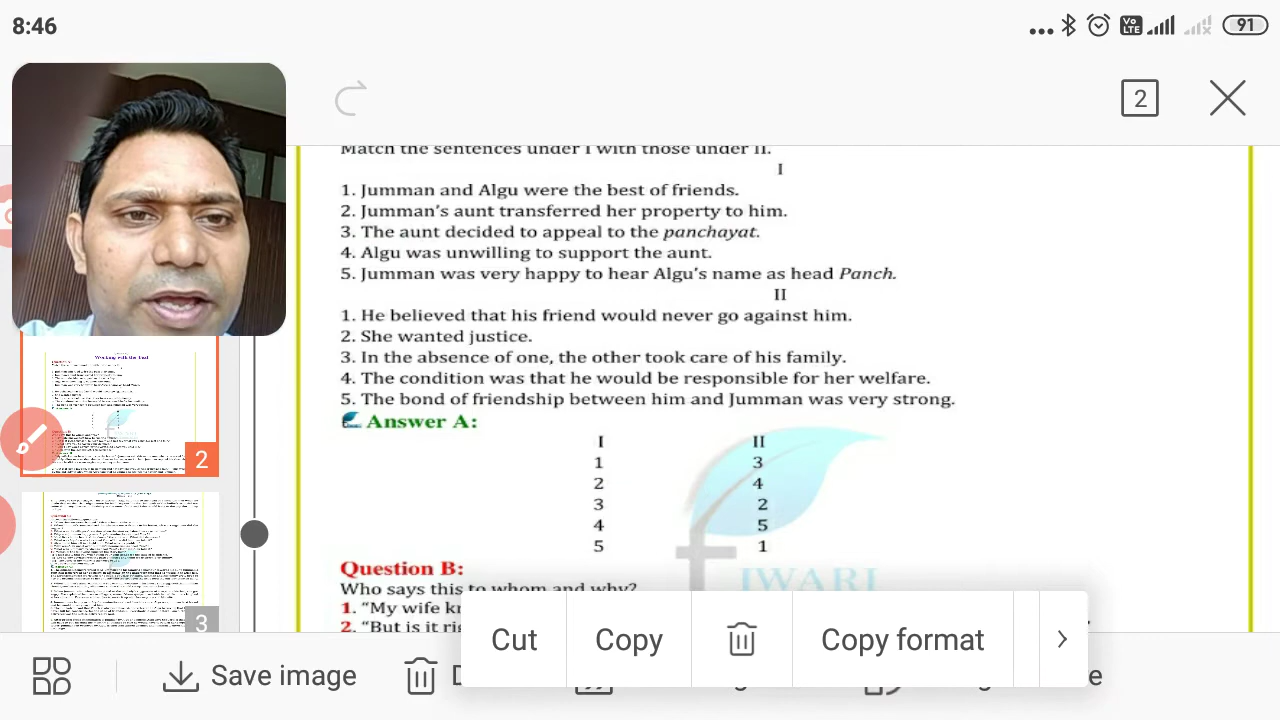 8:46
Vo LTE
91
2
Match the sentences under I with those under II.
I
1. Jumman and Algu were the best of friends.
2. Jumman's aunt transferred her property to him.
3. The aunt decided to appeal to the panchayat.
4. Algu was unwilling to support the aunt.
5. Jumman was very happy to hear Algu's name as head Panch.
II
1. He believed that his friend would never go against him.
2. She wanted justice.
3. In the absence of one, the other took care of his family.
4. The condition was that he would be responsible for her welfare.
5. The bond of friendship between him and Jumman was very strong.
Answer A:
I II
1 3
2 4
3 2
4 5
5 1
Question B:
IWARI
Who says this to whom and why?
1. "My wife
2. "But is it
Cut Copy Copy format
Save image
2
3